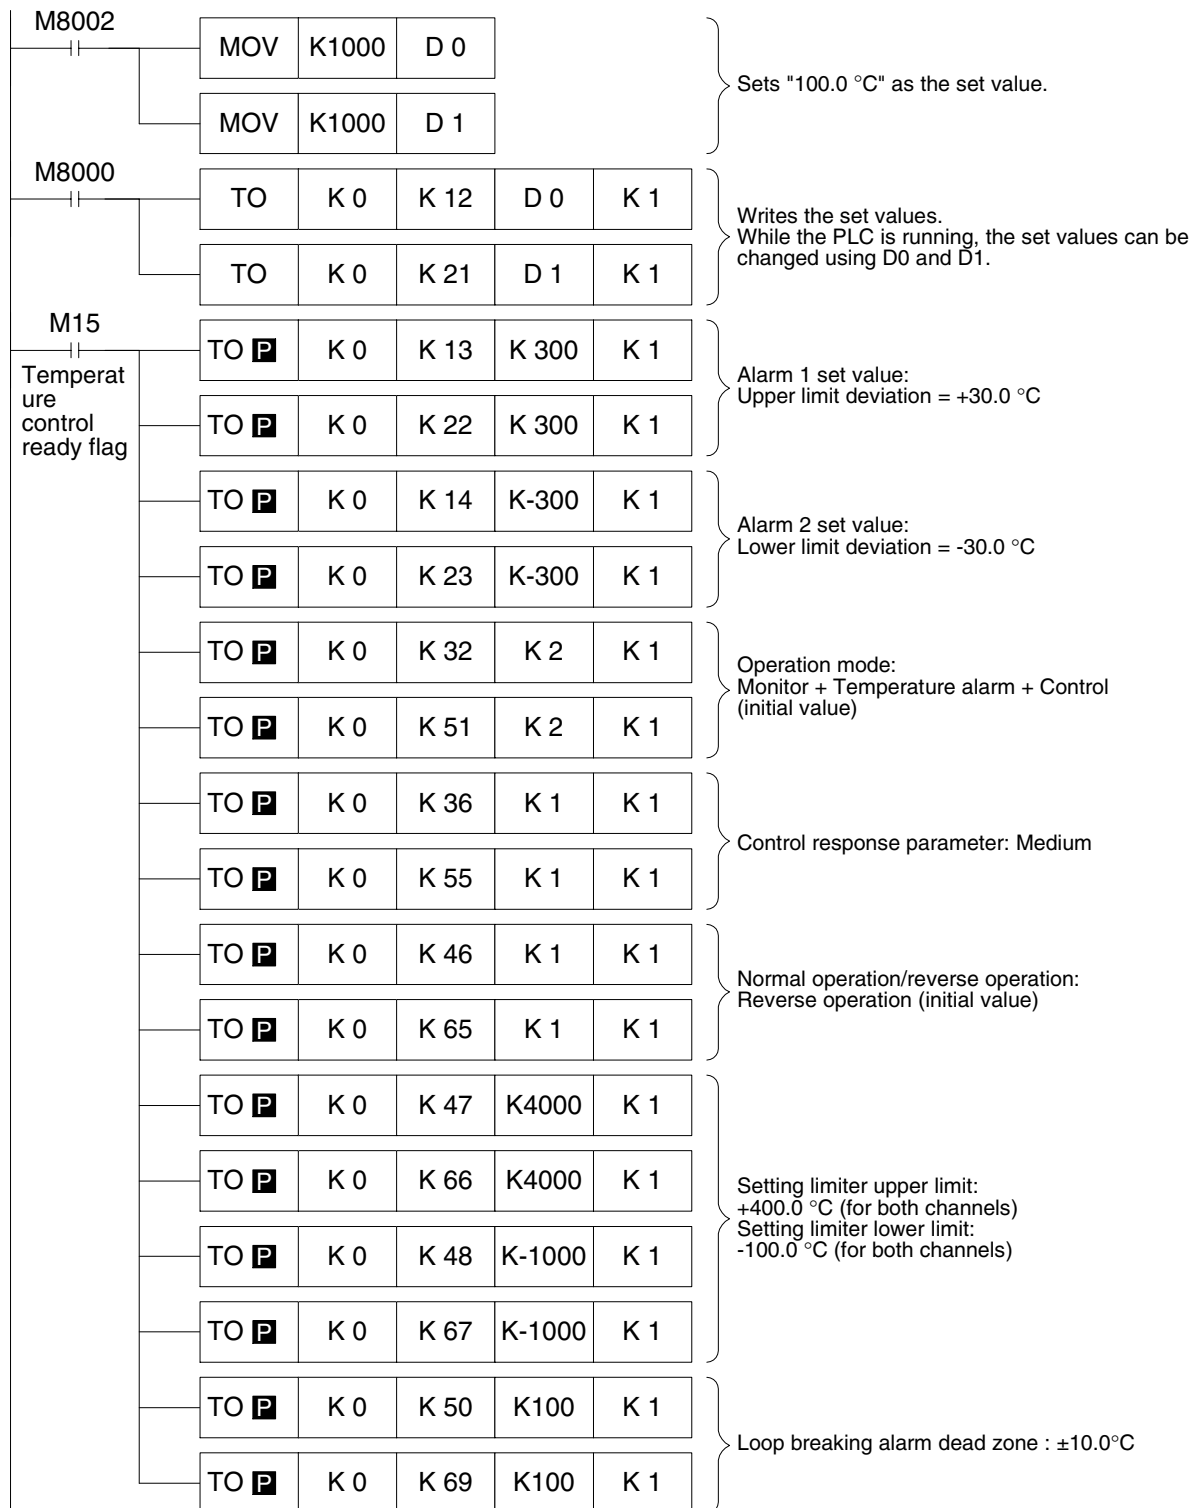 M8002
MOV K1000 D 0
MOV K1000 D 1
Sets "100.0 °C" as the set value.
M8000
TO K 0 K 12 D 0 K 1
TO K 0 K 21 D 1 K 1
Writes the set values.
While the PLC is running, the set values can be
changed using D0 and D1.
M15
Temperat
ure
control
ready flag
TO P K 0 K 13 K 300 K 1
TO P K 0 K 22 K 300 K 1
Alarm 1 set value:
Upper limit deviation = +30.0 °C
TO P K 0 K 14 K-300 K 1
TO P K 0 K 23 K-300 K 1
Alarm 2 set value:
Lower limit deviation = -30.0 °C
TO P K 0 K 32 K 2 K 1
TO P K 0 K 51 K 2 K 1
Operation mode:
Monitor + Temperature alarm + Control
(initial value)
TO P K 0 K 36 K 1 K 1
TO P K 0 K 55 K 1 K 1
Control response parameter: Medium
TO P K 0 K 46 K 1 K 1
TO P K 0 K 65 K 1 K 1
Normal operation/reverse operation:
Reverse operation (initial value)
TO P K 0 K 47 K4000 K 1
TO P K 0 K 66 K4000 K 1
TO P K 0 K 48 K-1000 K 1
TO P K 0 K 67 K-1000 K 1
Setting limiter upper limit:
+400.0 °C (for both channels)
Setting limiter lower limit:
-100.0 °C (for both channels)
TO P K 0 K 50 K100 K 1
TO P K 0 K 69 K100 K 1
Loop breaking alarm dead zone : ±10.0°C